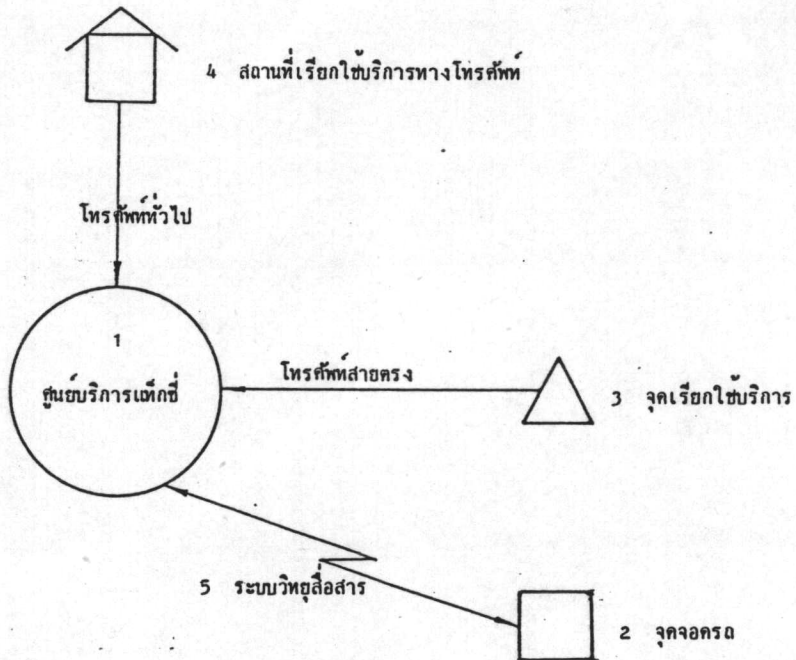 4 สถานที่เรียกใช้บริการทางโทรศัพท์
โทรศัพท์ทั่วไป
1
ศูนย์บริการแท็กซี่
โทรศัพท์สายตรง
3 จุดเรียกใช้บริการ
5 ระบบวิทยุสื่อสาร
2 จุดจอดรถ